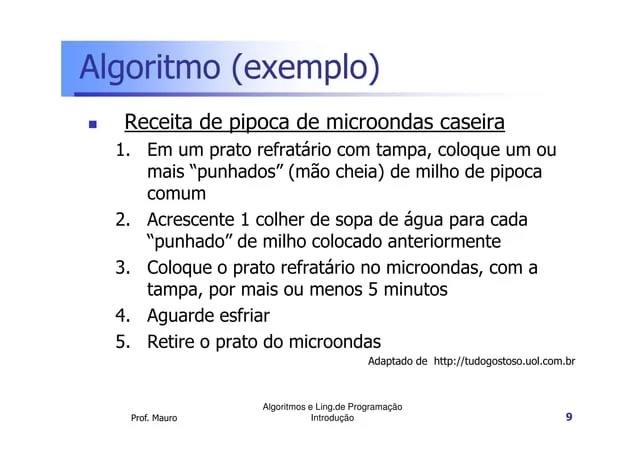 Algoritmo (exemplo)
Receita de pipoca de microondas caseira
1. Em um prato refratário com tampa, coloque um ou
mais “punhados” (mão cheia) de milho de pipoca
comum
2. Acrescente 1 colher de sopa de água para cada
“punhado” de milho colocado anteriormente
3. Coloque o prato refratário no microondas, com a
tampa, por mais ou menos 5 minutos
4. Aguarde esfriar
5. Retire o prato do microondas
Adaptado de http://tudogostoso.uol.com.br
Prof. Mauro
Algoritmos e Ling.de Programação
Introdução
9